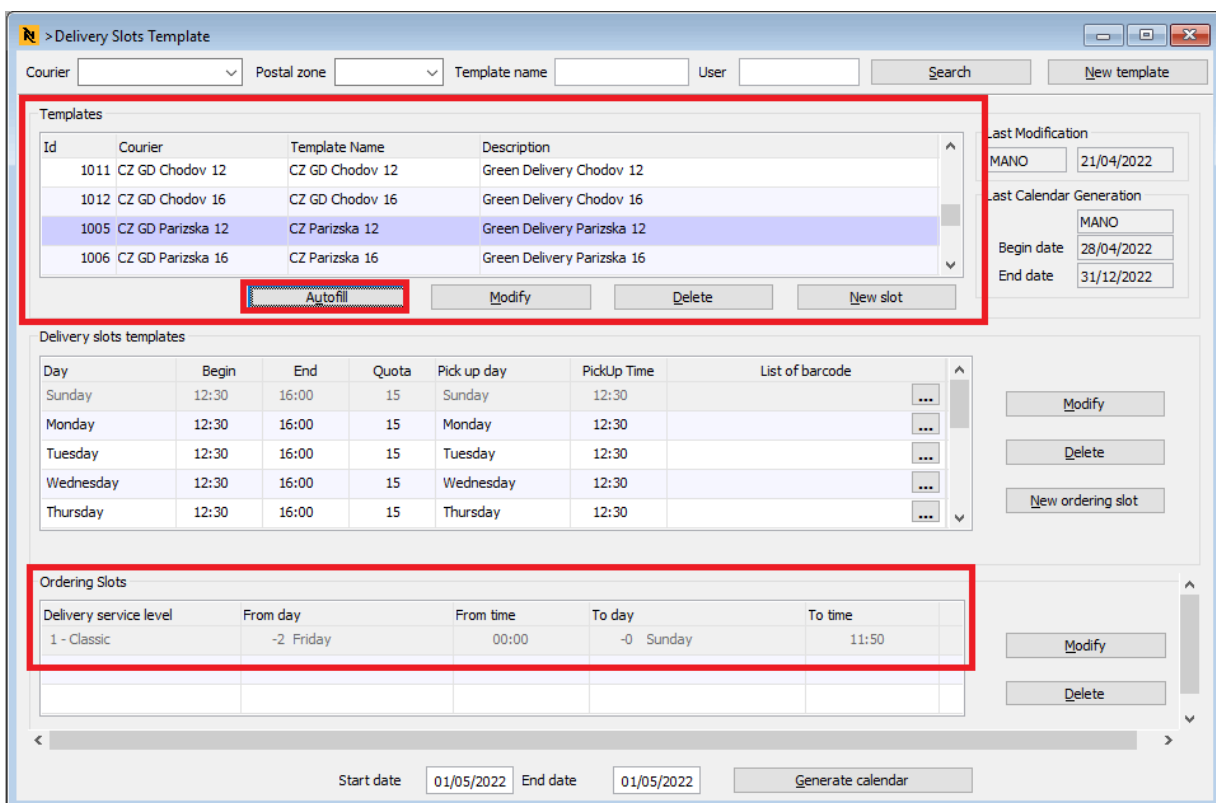 >Delivery Slots Template
Courier Postal zone Template name User Search New template
Templates
Id Courier Template Name Description
1011 CZ GD Chodov 12 CZ GD Chodov 12 Green Delivery Chodov 12
1012 CZ GD Chodov 16 CZ GD Chodov 16 Green Delivery Chodov 16
1005 CZ GD Parizska 12 CZ Parizska 12 Green Delivery Parizska 12
1006 CZ GD Parizska 16 CZ Parizska 16 Green Delivery Parizska 16
Autofill Modify Delete New slot
Last Modification
MANO 21/04/2022
Last Calendar Generation
MANO
Begin date 28/04/2022
End date 31/12/2022
Delivery slots templates
Day Begin End Quota Pick up day PickUp Time List of barcode
Sunday 12:30 16:00 15 Sunday 12:30 ...
Monday 12:30 16:00 15 Monday 12:30 ...
Tuesday 12:30 16:00 15 Tuesday 12:30 ...
Wednesday 12:30 16:00 15 Wednesday 12:30 ...
Thursday 12:30 16:00 15 Thursday 12:30 ...
Modify
Delete
New ordering slot
Ordering Slots
Delivery service level From day From time To day To time
1 - Classic -2 Friday 00:00 -0 Sunday 11:50
Modify
Delete
Start date 01/05/2022 End date 01/05/2022 Generate calendar